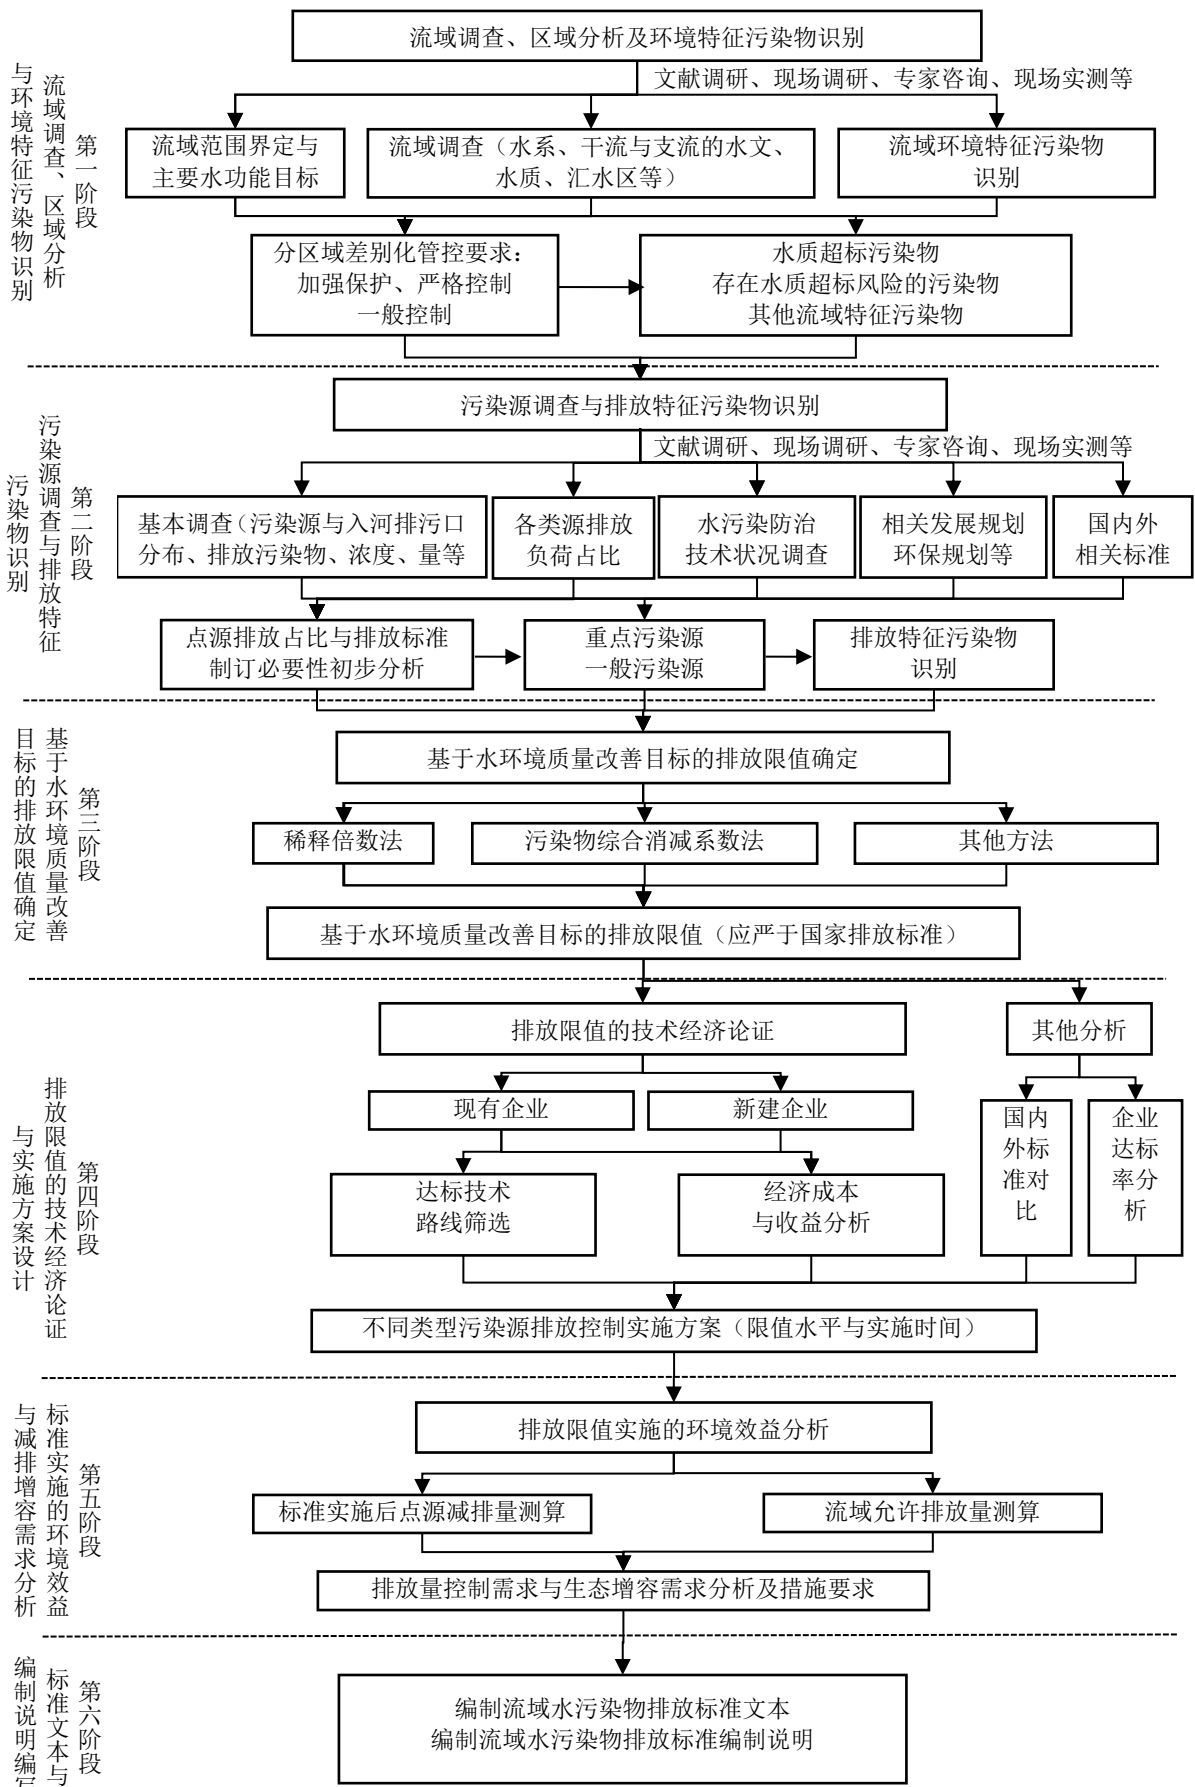 流域调查、区域分析及环境特征污染物识别
文献调研、现场调研、专家咨询、现场实测等
第一阶段
流域调查、区域分析
与环境特征污染物识别
流域范围界定与
主要水功能目标
流域调查（水系、干流与支流的水文、
水质、汇水区等）
流域环境特征污染物
识别
分区域差别化管控要求：
加强保护、严格控制
一般控制
水质超标污染物
存在水质超标风险的污染物
其他流域特征污染物
污染源调查与排放特征污染物识别
文献调研、现场调研、专家咨询、现场实测等
第二阶段
污染源调查与排放特征
污染物识别
基本调查（污染源与入河排污口
分布、排放污染物、浓度、量等
各类源排放
负荷占比
水污染防治
技术状况调查
相关发展规划
环保规划等
国内外
相关标准
点源排放占比与排放标准
制订必要性初步分析
重点污染源
一般污染源
排放特征污染物
识别
第三阶段
基于水环境质量改善
目标的排放限值确定
基于水环境质量改善目标的排放限值确定
稀释倍数法
污染物综合消减系数法
其他方法
基于水环境质量改善目标的排放限值（应严于国家排放标准）
第四阶段
排放限值的技术经济论证
与实施方案设计
排放限值的技术经济论证
其他分析
现有企业
新建企业
国内
外标
准对
比
企业
达标
率分
析
达标技术
路线筛选
经济成本
与收益分析
不同类型污染源排放控制实施方案（限值水平与实施时间）
第五阶段
标准实施的环境效益
与减排增容需求分析
排放限值实施的环境效益分析
标准实施后点源减排量测算
流域允许排放量测算
排放量控制需求与生态增容需求分析及措施要求
第六阶段
标准文本与
编制说明编写
编制流域水污染物排放标准文本
编制流域水污染物排放标准编制说明